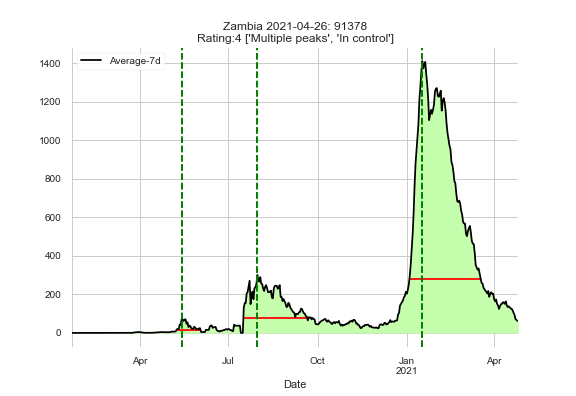 Zambia 2021-04-26: 91378
Rating:4 ['Multiple peaks', 'In control']
Average-7d
1400
1200
1000
800
600
400
200
0
Apr Jul Oct Jan Apr
2021
Date